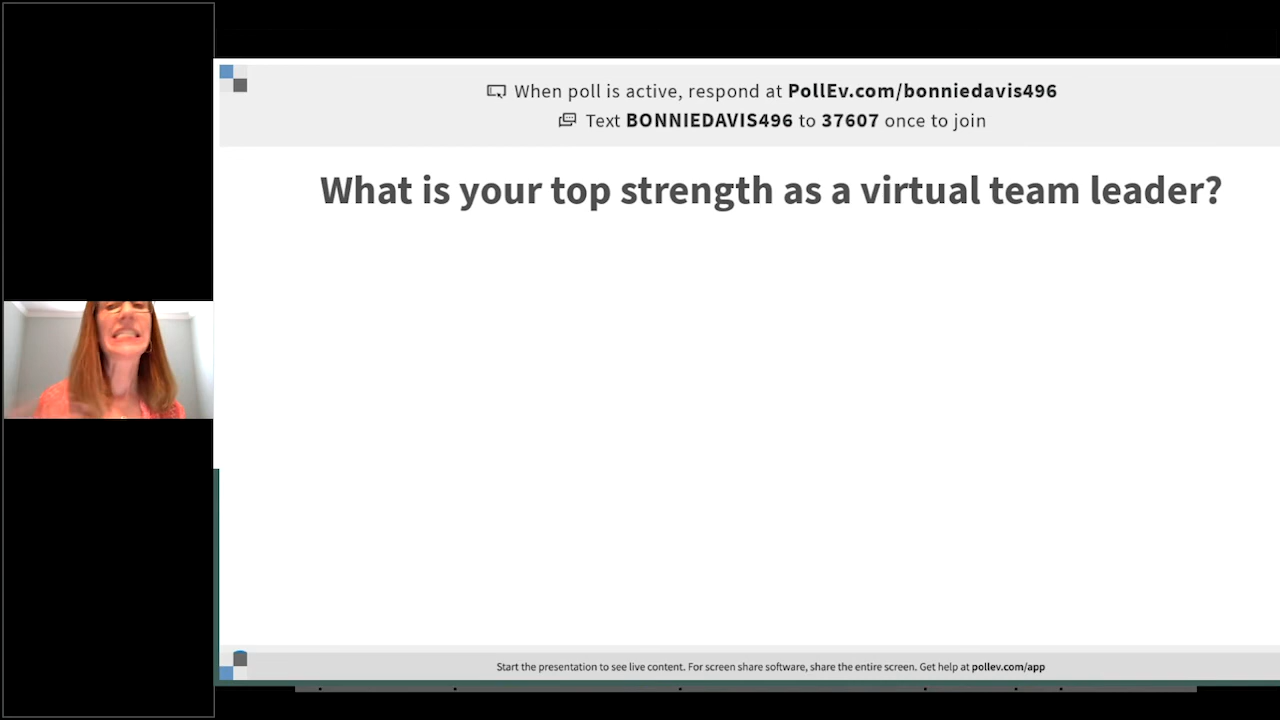 When poll is active, respond at PollEv.com/bonniedavis496
Text BONNIEDAVIS496 to 37607 once to join
What is your top strength as a virtual team leader?
Start the presentation to see live content. For screen share software, share the entire screen. Get help at pollev.com/app